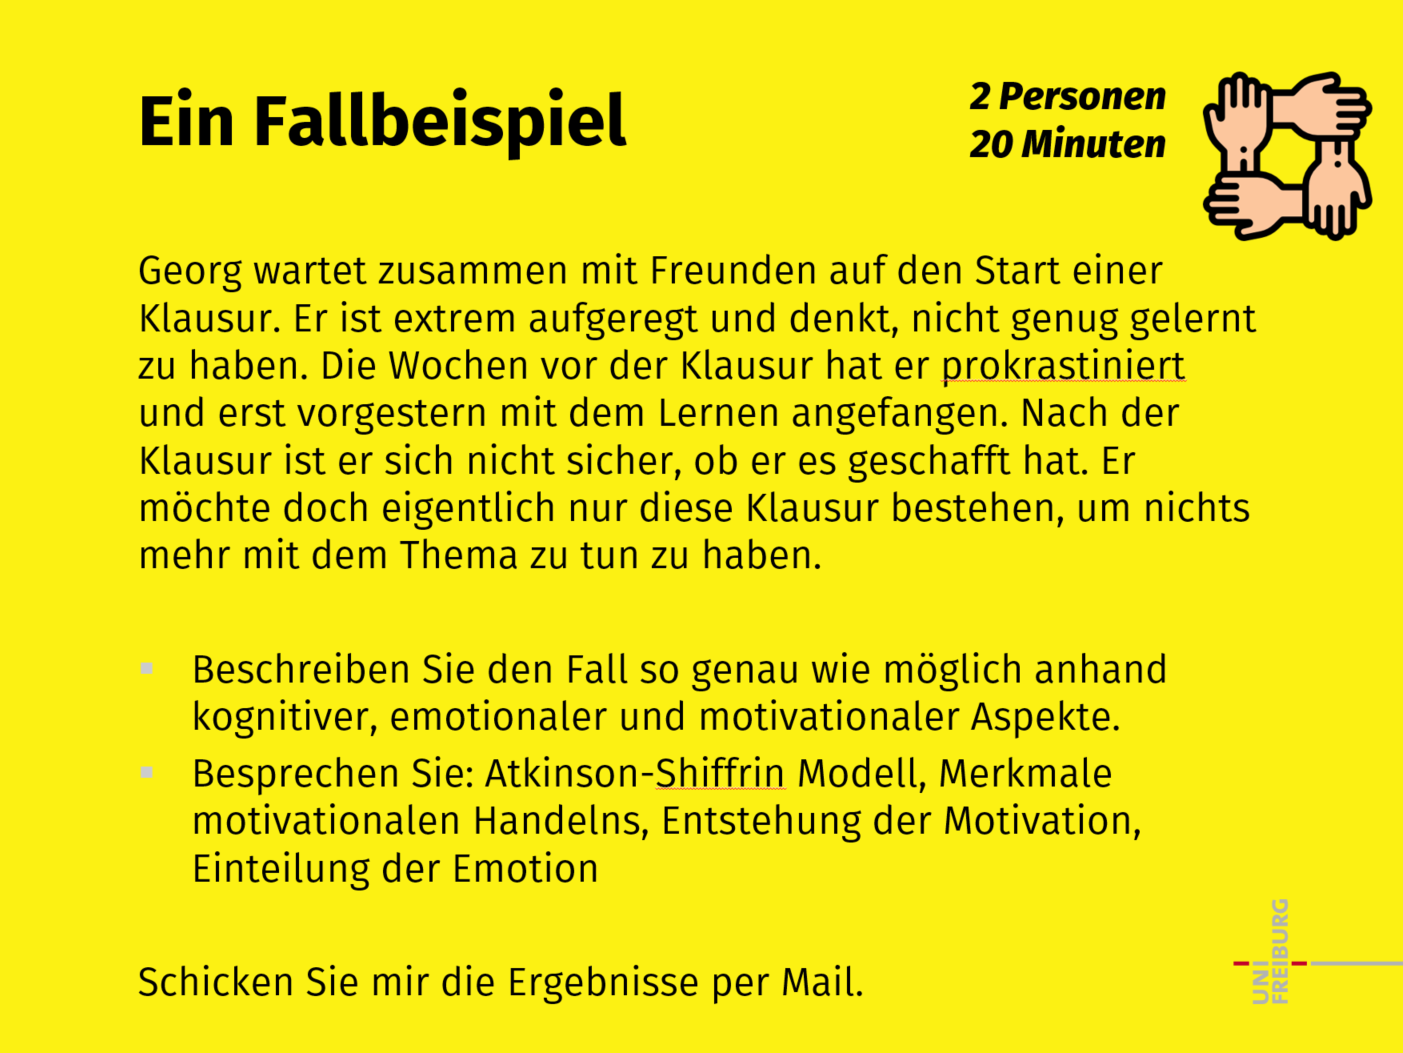 Ein Fallbeispiel
2 Personen
20 Minuten
Georg wartet zusammen mit Freunden auf den Start einer
Klausur. Er ist extrem aufgeregt und denkt, nicht genug gelernt
zu haben. Die Wochen vor der Klausur hat er prokrastiniert
und erst vorgestern mit dem Lernen angefangen. Nach der
Klausur ist er sich nicht sicher, ob er es geschafft hat. Er
möchte doch eigentlich nur diese Klausur bestehen, um nichts
mehr mit dem Thema zu tun zu haben.
▪ Beschreiben Sie den Fall so genau wie möglich anhand
kognitiver, emotionaler und motivationaler Aspekte.
▪ Besprechen Sie: Atkinson-Shiffrin Modell, Merkmale
motivationalen Handelns, Entstehung der Motivation,
Einteilung der Emotion
Schicken Sie mir die Ergebnisse per Mail.
UNI
FREIBURG